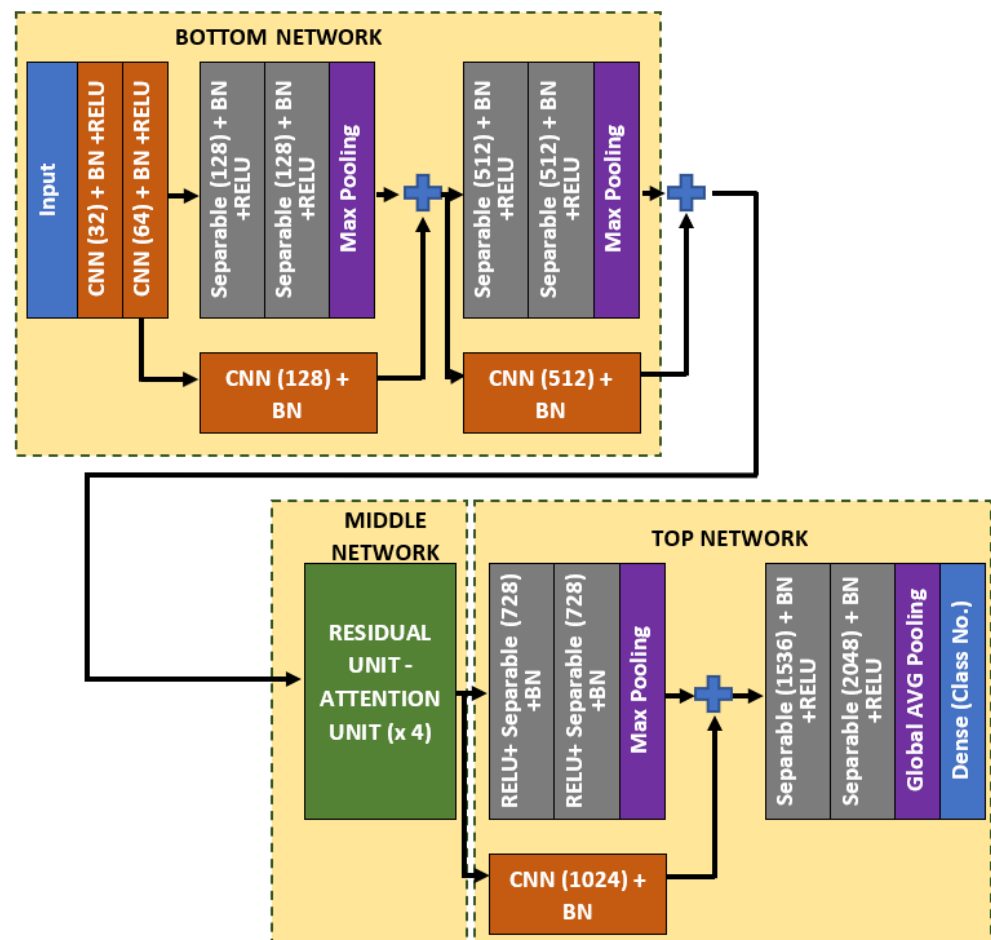 BOTTOM NETWORK
Input
CNN (32) + BN +RELU
CNN (64) + BN +RELU
Separable (128) + BN
+RELU
Separable (128) + BN
+RELU
Max Pooling
Separable (512) + BN
+RELU
Separable (512) + BN
+RELU
Max Pooling
CNN (128) +
BN
CNN (512) +
BN
MIDDLE
NETWORK
RESIDUAL
UNIT -
ATTENTION
UNIT (x 4)
TOP NETWORK
RELU+ Separable (728)
+BN
RELU+ Separable (728)
+BN
Max Pooling
Separable (1536) + BN
+RELU
Separable (2048) + BN
+RELU
Global AVG Pooling
Dense (Class No.)
CNN (1024) +
BN